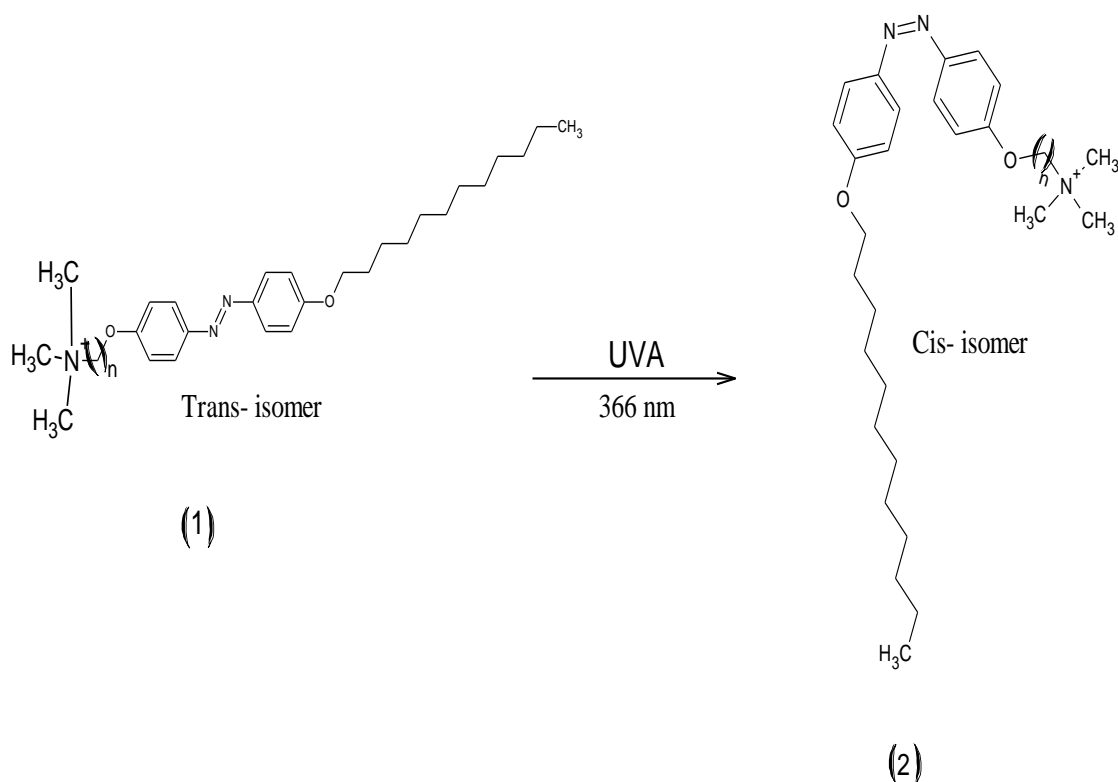 N=N
CH₃
O
O
n
N⁺
CH₃
H₃C
CH₃
H₃C
H₃C
N⁺
n
O
N
N
O
H₃C
Trans- isomer
UVA
366 nm
Cis- isomer
(1)
H₃C
(2)